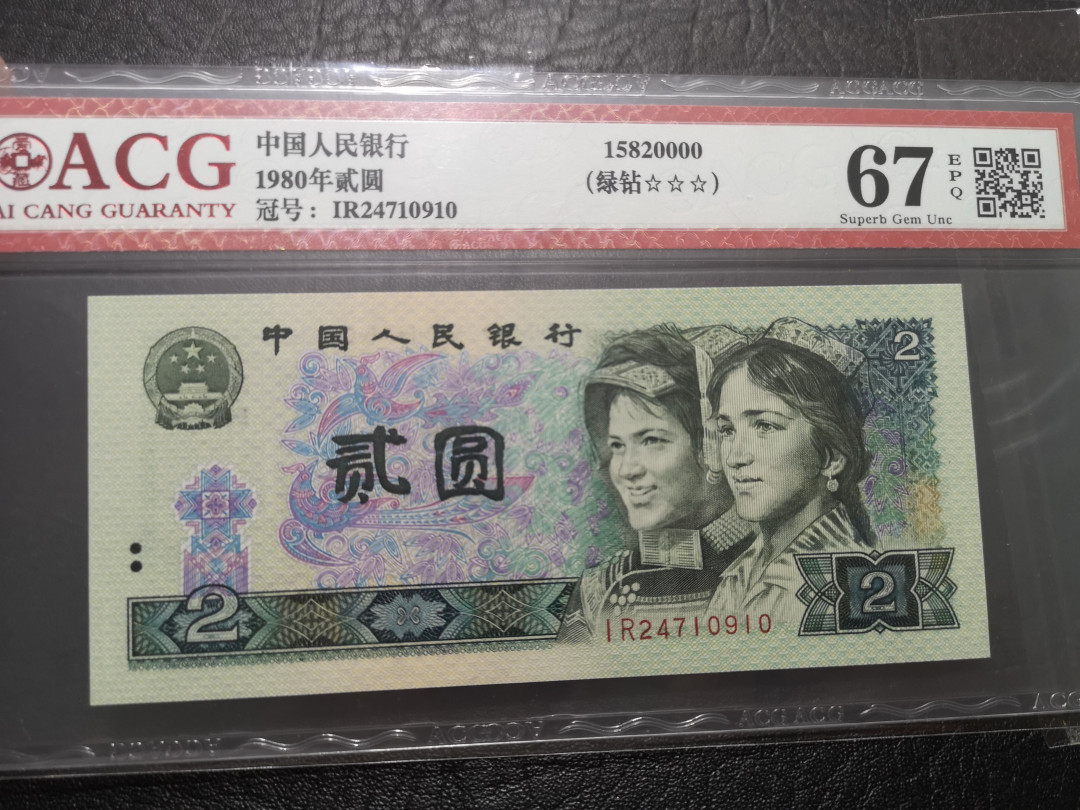 ACGACG
ACG
AI CANG GUARANTY
中国人民银行
1980年贰圆
冠号： IR24710910
15820000
（绿钻☆☆☆）
67
EPQ
Superb Gem Unc
中国人民银行
2
贰圆
2
2
IR24710910
ACGACG